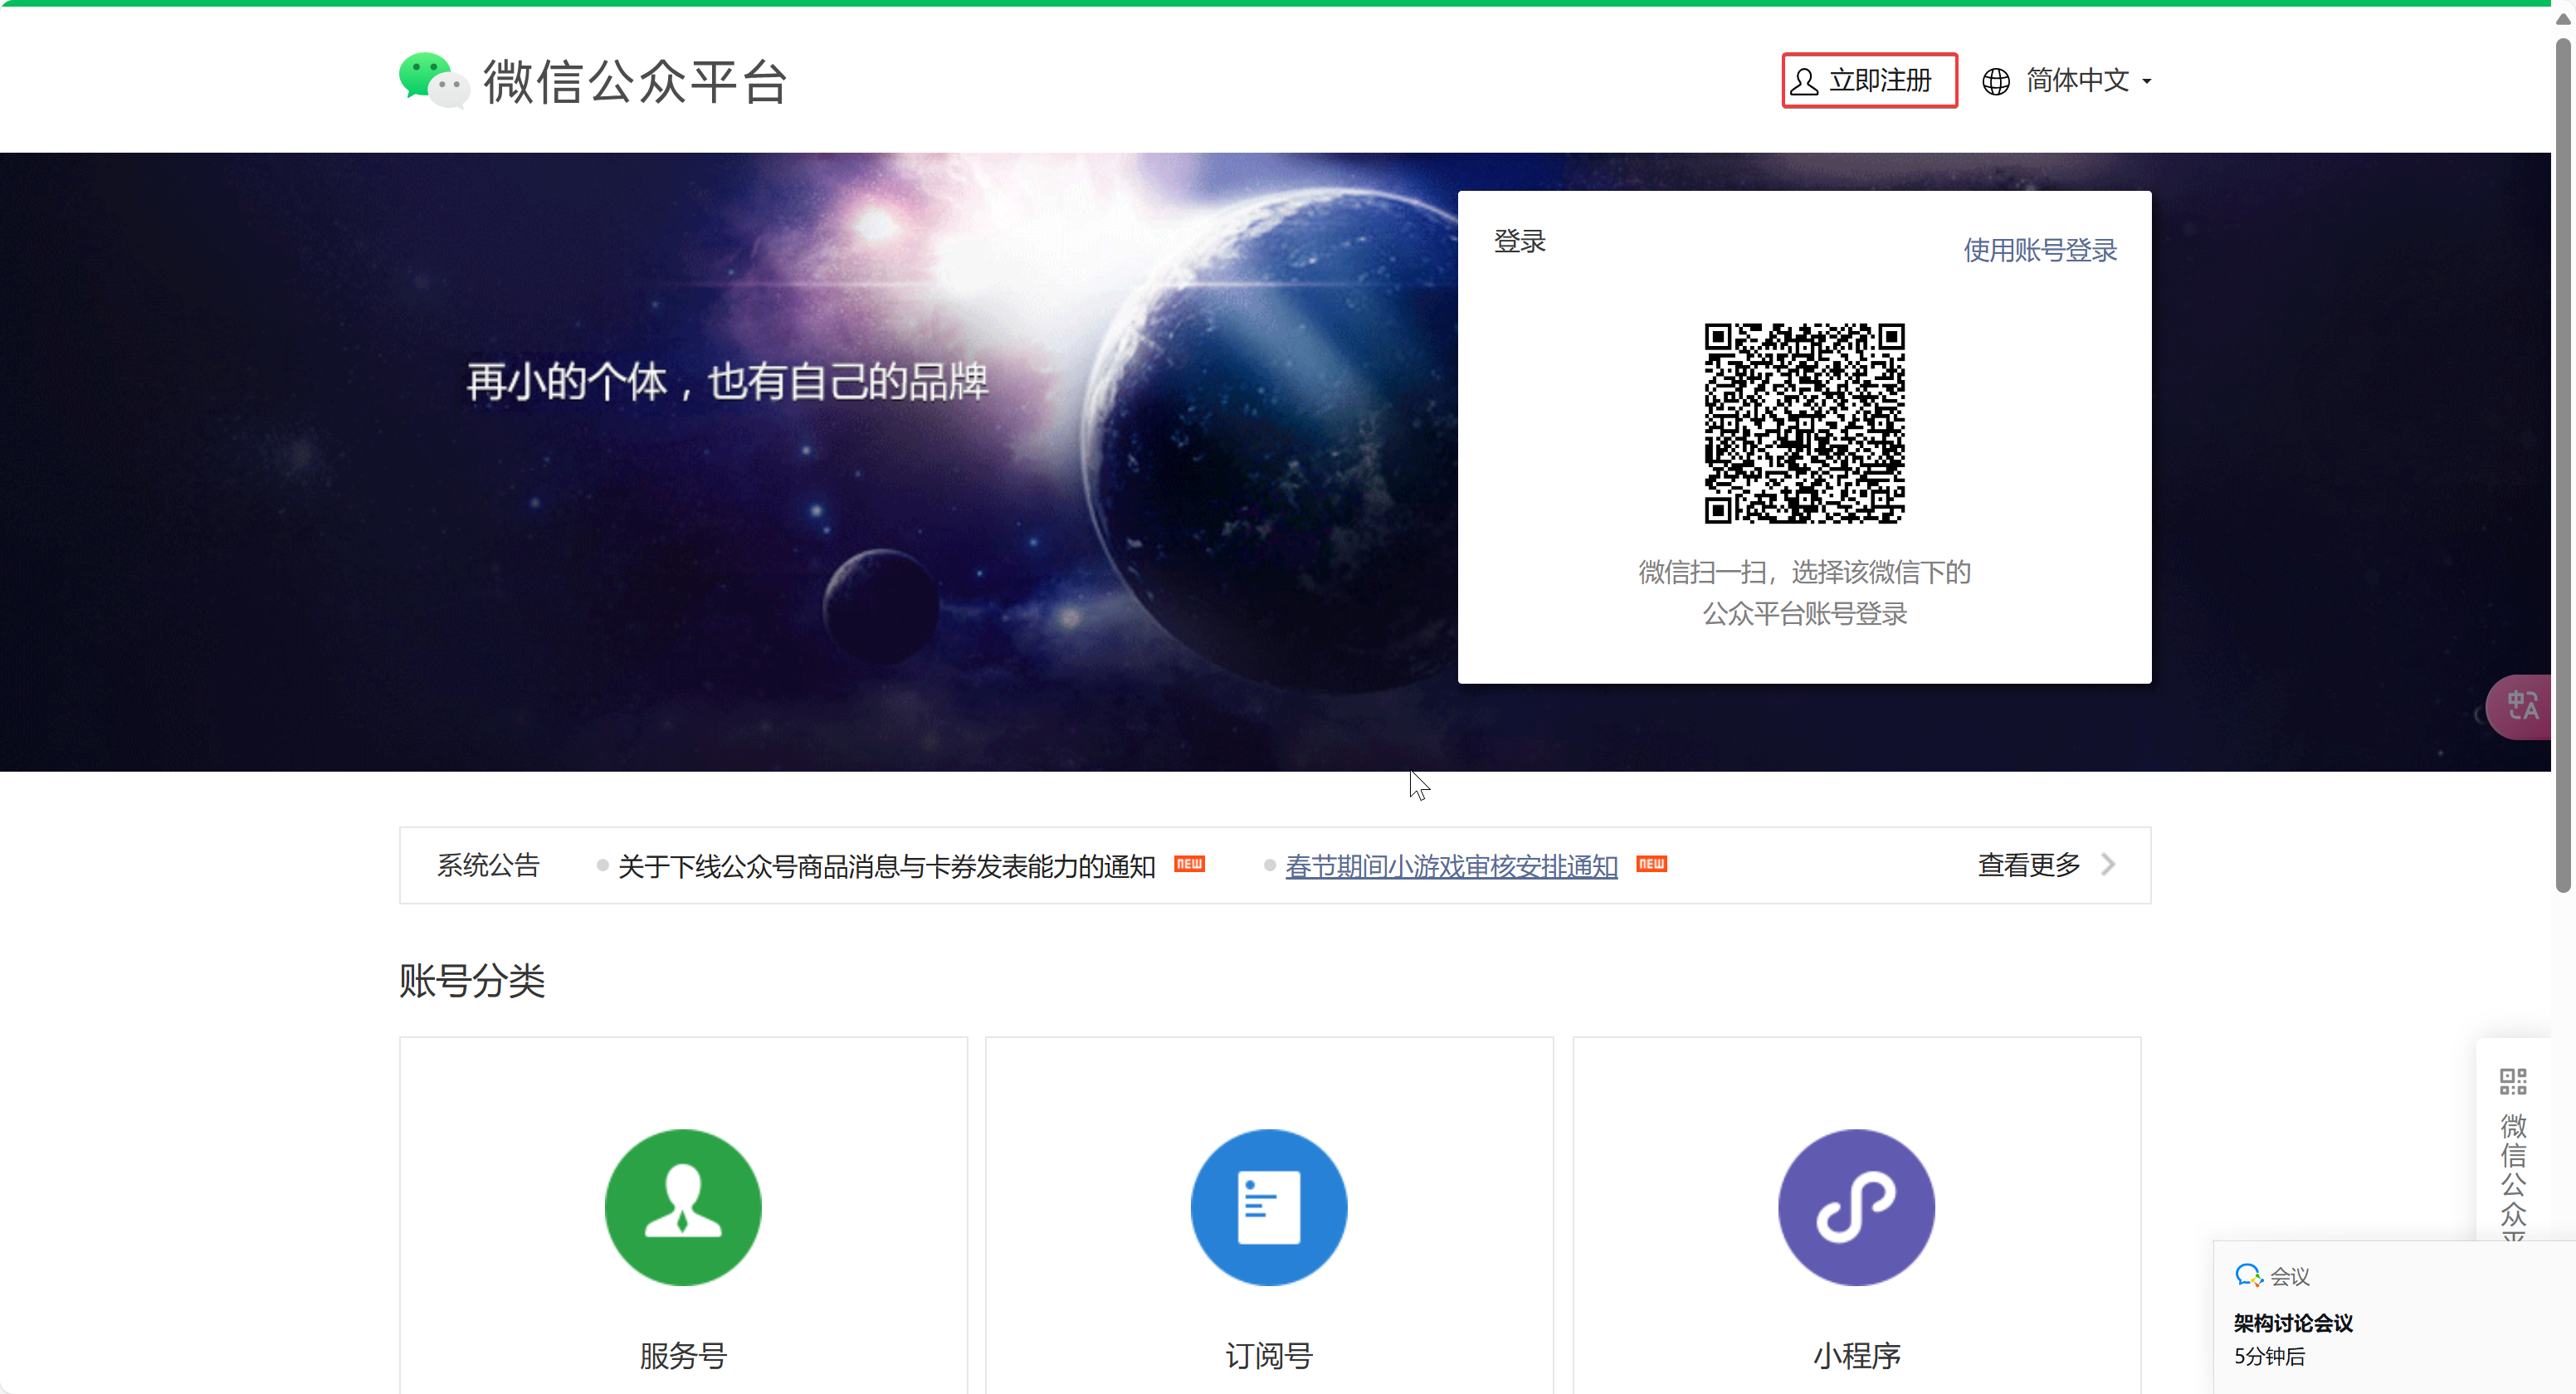 微信公众平台
立即注册
简体中文
再小的个体，也有自己的品牌
登录
使用账号登录
微信扫一扫，选择该微信下的
公众平台账号登录
中A
系统公告
关于下线公众号商品消息与卡券发表能力的通知 NEW
春节期间小游戏审核安排通知 NEW
查看更多
账号分类
服务号
订阅号
小程序
微
信
公
众
平
会议
架构讨论会议
5分钟后